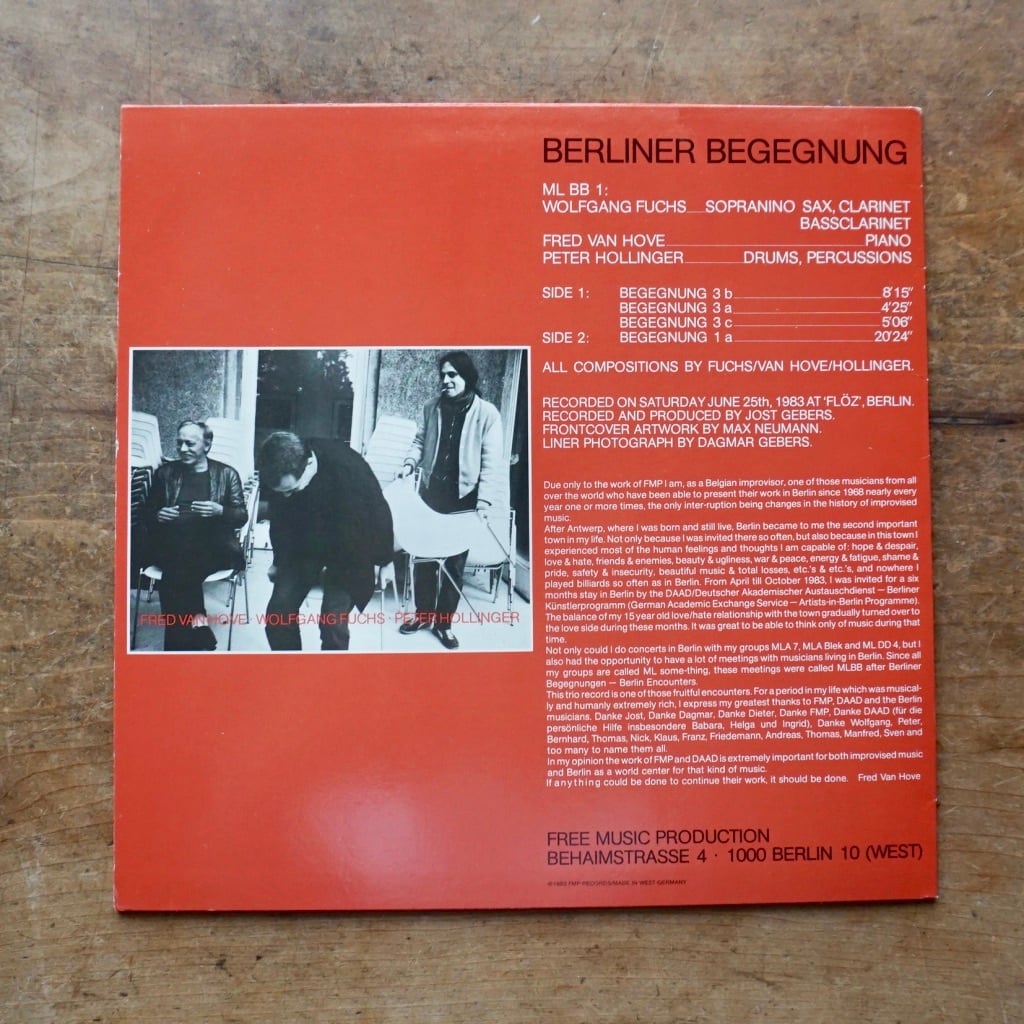 BERLINER BEGEGNUNG
ML BB 1:
WOLFGANG FUCHS SOPRANINO SAX, CLARINET
BASSCLARINET
FRED VAN HOVE PIANO
PETER HOLLINGER DRUMS, PERCUSSIONS
SIDE 1: BEGEGNUNG 3 b 8'15"
BEGEGNUNG 3 a 4'25"
BEGEGNUNG 3 c 5'06"
SIDE 2: BEGEGNUNG 1 a 20'24"
ALL COMPOSITIONS BY FUCHS/VAN HOVE/HOLLINGER.
RECORDED ON SATURDAY JUNE 25th, 1983 AT 'FLÖZ', BERLIN.
RECORDED AND PRODUCED BY JOST GEBERS.
FRONTCOVER ARTWORK BY MAX NEUMANN.
LINER PHOTOGRAPH BY DAGMAR GEBERS.
FRED VAN HOVE · WOLFGANG FUCHS · PETER HOLLINGER
Due only to the work of FMP I am, as a Belgian improvisor, one of those musicians from all
over the world who have been able to present their work in Berlin since 1968 nearly every
year one or more times, the only inter-ruption being changes in the history of improvised
music.
After Antwerp, where I was born and still live, Berlin became to me the second important
town in my life. Not only because I was invited there so often, but also because in this town I
experienced most of the human feelings and thoughts I am capable of: hope & despair,
love & hate, friends & enemies, beauty & ugliness, war & peace, energy & fatigue, shame &
pride, safety & insecurity, beautiful music & total losses, etc.'s & etc.'s, and nowhere I
played billiards so often as in Berlin. From April till October 1983, I was invited for a six
months stay in Berlin by the DAAD/Deutscher Akademischer Austauschdienst – Berliner
Künstlerprogramm (German Academic Exchange Service – Artists-in-Berlin Programme).
The balance of my 15 year old love/hate relationship with the town gradually turned over to
the love side during these months. It was great to be able to think only of music during that
time.
Not only could I do concerts in Berlin with my groups MLA 7, MLA Blek and ML DD 4, but I
also had the opportunity to have a lot of meetings with musicians living in Berlin. Since all
my groups are called ML some-thing, these meetings were called MLBB after Berliner
Begegnungen – Berlin Encounters.
This trio record is one of those fruitful encounters. For a period in my life which was musical-
ly and humanly extremely rich, I express my greatest thanks to FMP, DAAD and the Berlin
musicians. Danke Jost, Danke Dagmar, Danke Dieter, Danke FMP, Danke DAAD (für die
persönliche Hilfe insbesondere Babara, Helga und Ingrid), Danke Wolfgang, Peter,
Bernhard, Thomas, Nick, Klaus, Franz, Friedemann, Andreas, Thomas, Manfred, Sven and
too many to name them all.
In my opinion the work of FMP and DAAD is extremely important for both improvised music
and Berlin as a world center for that kind of music.
If anything could be done to continue their work, it should be done. Fred Van Hove
FREE MUSIC PRODUCTION
BEHAIMSTRASSE 4 · 1000 BERLIN 10 (WEST)
℗1983 FMP-RECORDS/MADE IN WEST-GERMANY